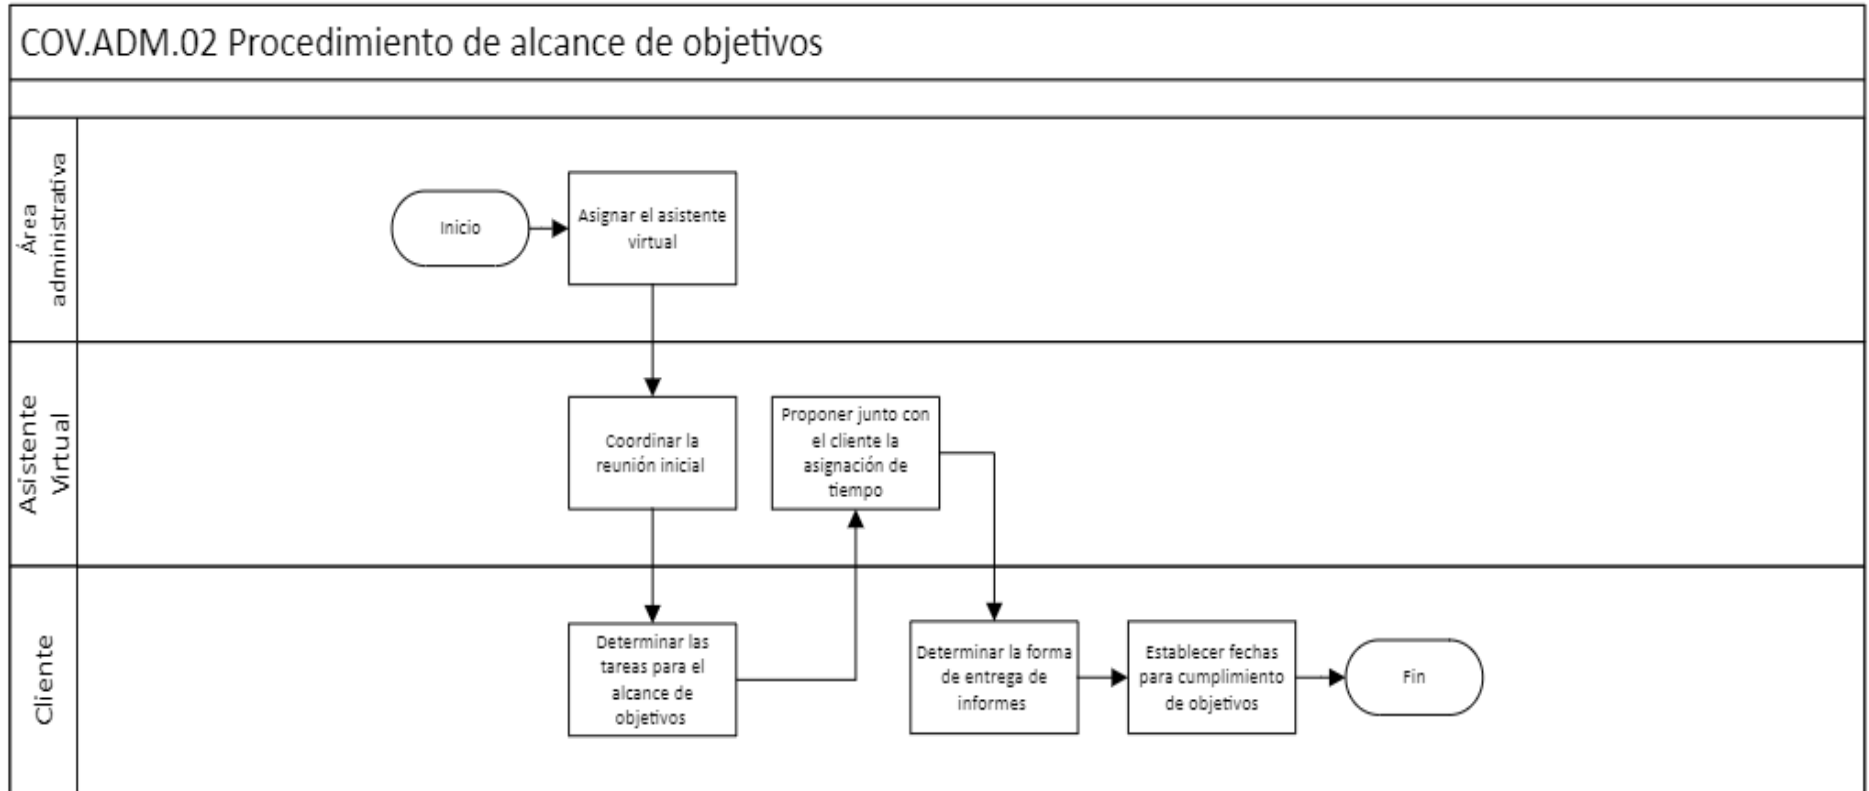 COV.ADM.02 Procedimiento de alcance de objetivos
Área
administrativa
Inicio
Asignar el asistente
virtual
Asistente
Virtual
Coordinar la
reunión inicial
Proponer junto con
el cliente la
asignación de
tiempo
Cliente
Determinar las
tareas para el
alcance de
objetivos
Determinar la forma
de entrega de
informes
Establecer fechas
para cumplimiento
de objetivos
Fin